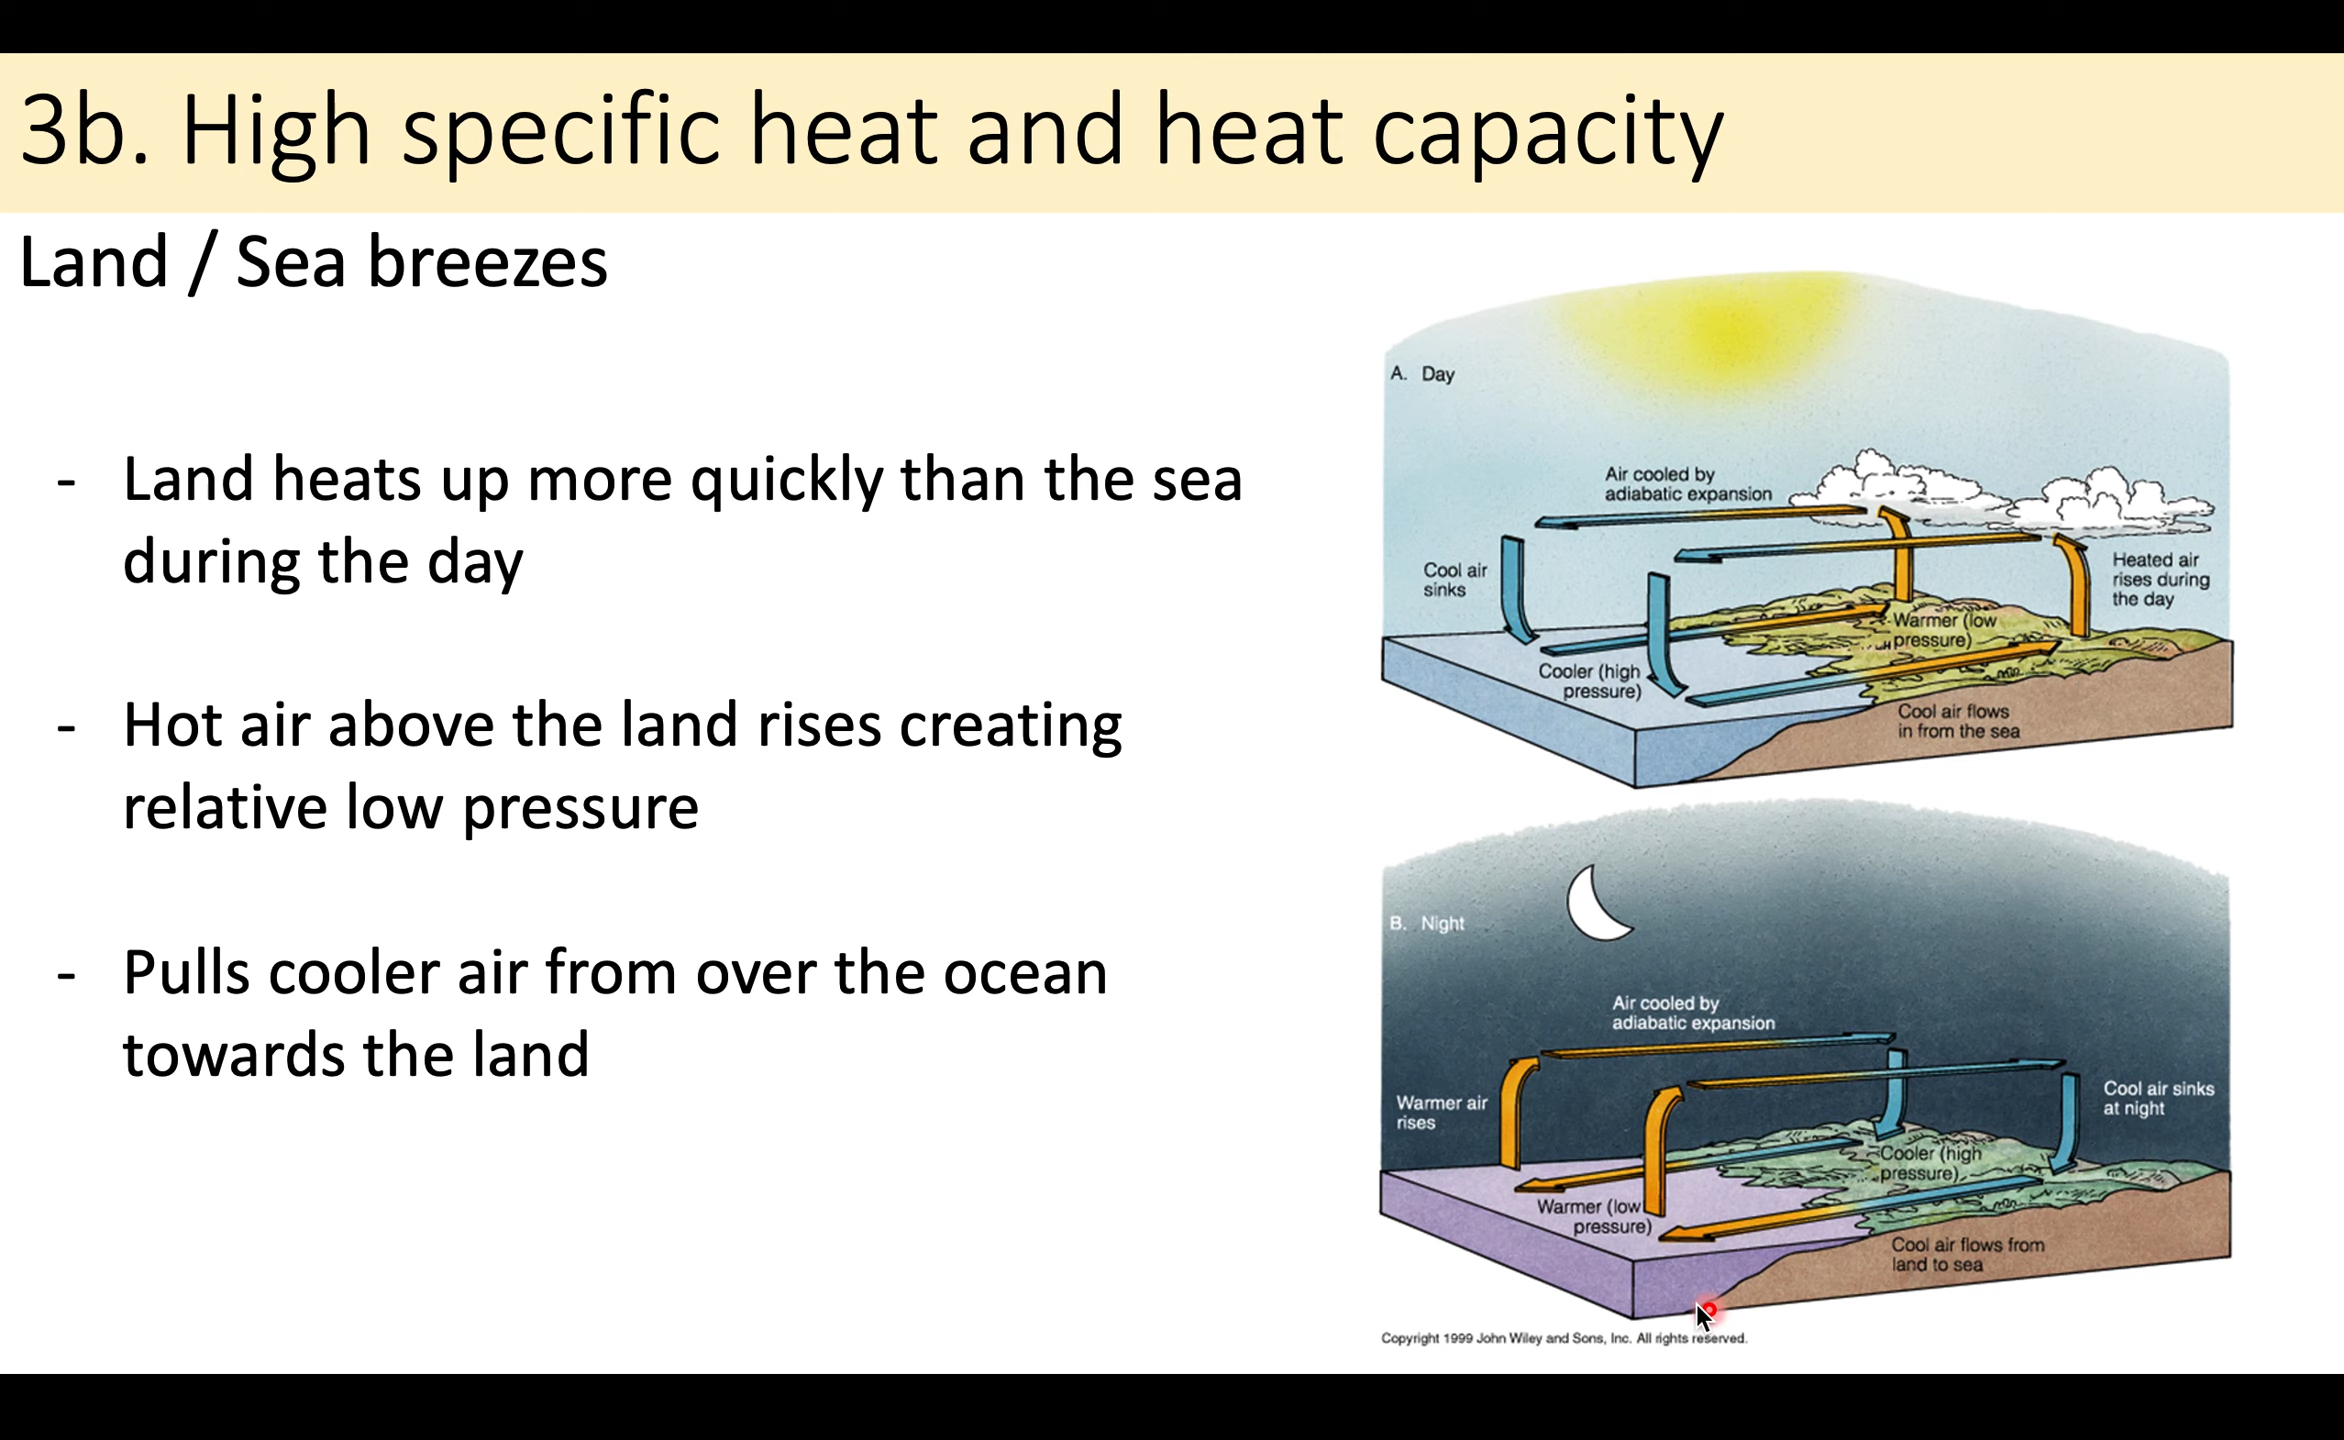 3b. High specific heat and heat capacity
Land / Sea breezes
- Land heats up more quickly than the sea
during the day
- Hot air above the land rises creating
relative low pressure
- Pulls cooler air from over the ocean
towards the land
A. Day
Air cooled by
adiabatic expansion
Cool air
sinks
Heated air
rises during
the day
Warmer (low
pressure)
Cooler (high
pressure)
Cool air flows
in from the sea
B. Night
Air cooled by
adiabatic expansion
Warmer air
rises
Cool air sinks
at night
Cooler (high
pressure)
Warmer (low
pressure)
Cool air flows from
land to sea
Copyright 1999 John Wiley and Sons, Inc. All rights reserved.